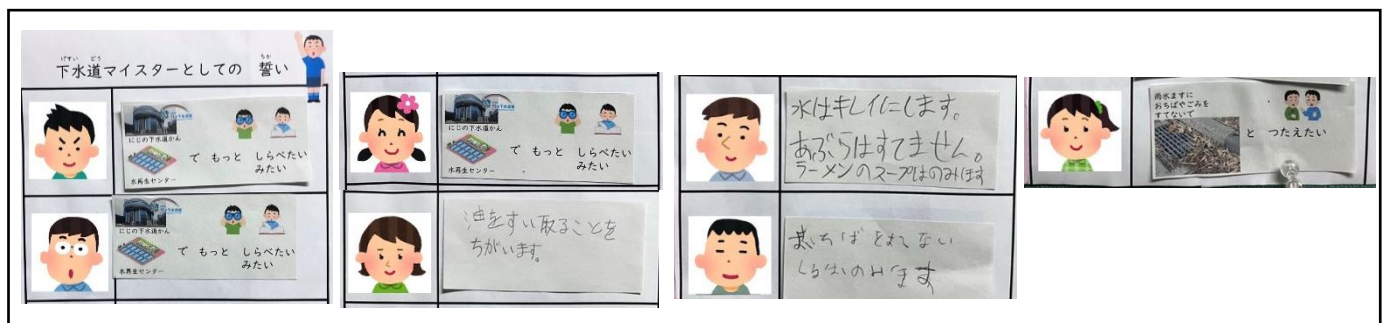 げすい どう ちか
下水道マイスターとしての 誓い
にじの下水道かん
で もっと しらべたい
みたい
水再生センター
にじの下水道かん
で もっと しらべたい
みたい
水再生センター
にじの下水道かん
で もっと しらべたい
みたい
水再生センター
油をすい取ることを
ちがいます。
水はキレイにします。
あぶらはすてません。
ラーメンのスープはのみほす
すてない
のみます
雨水ますに
おちばやごみを
すてないで
と つたえたい